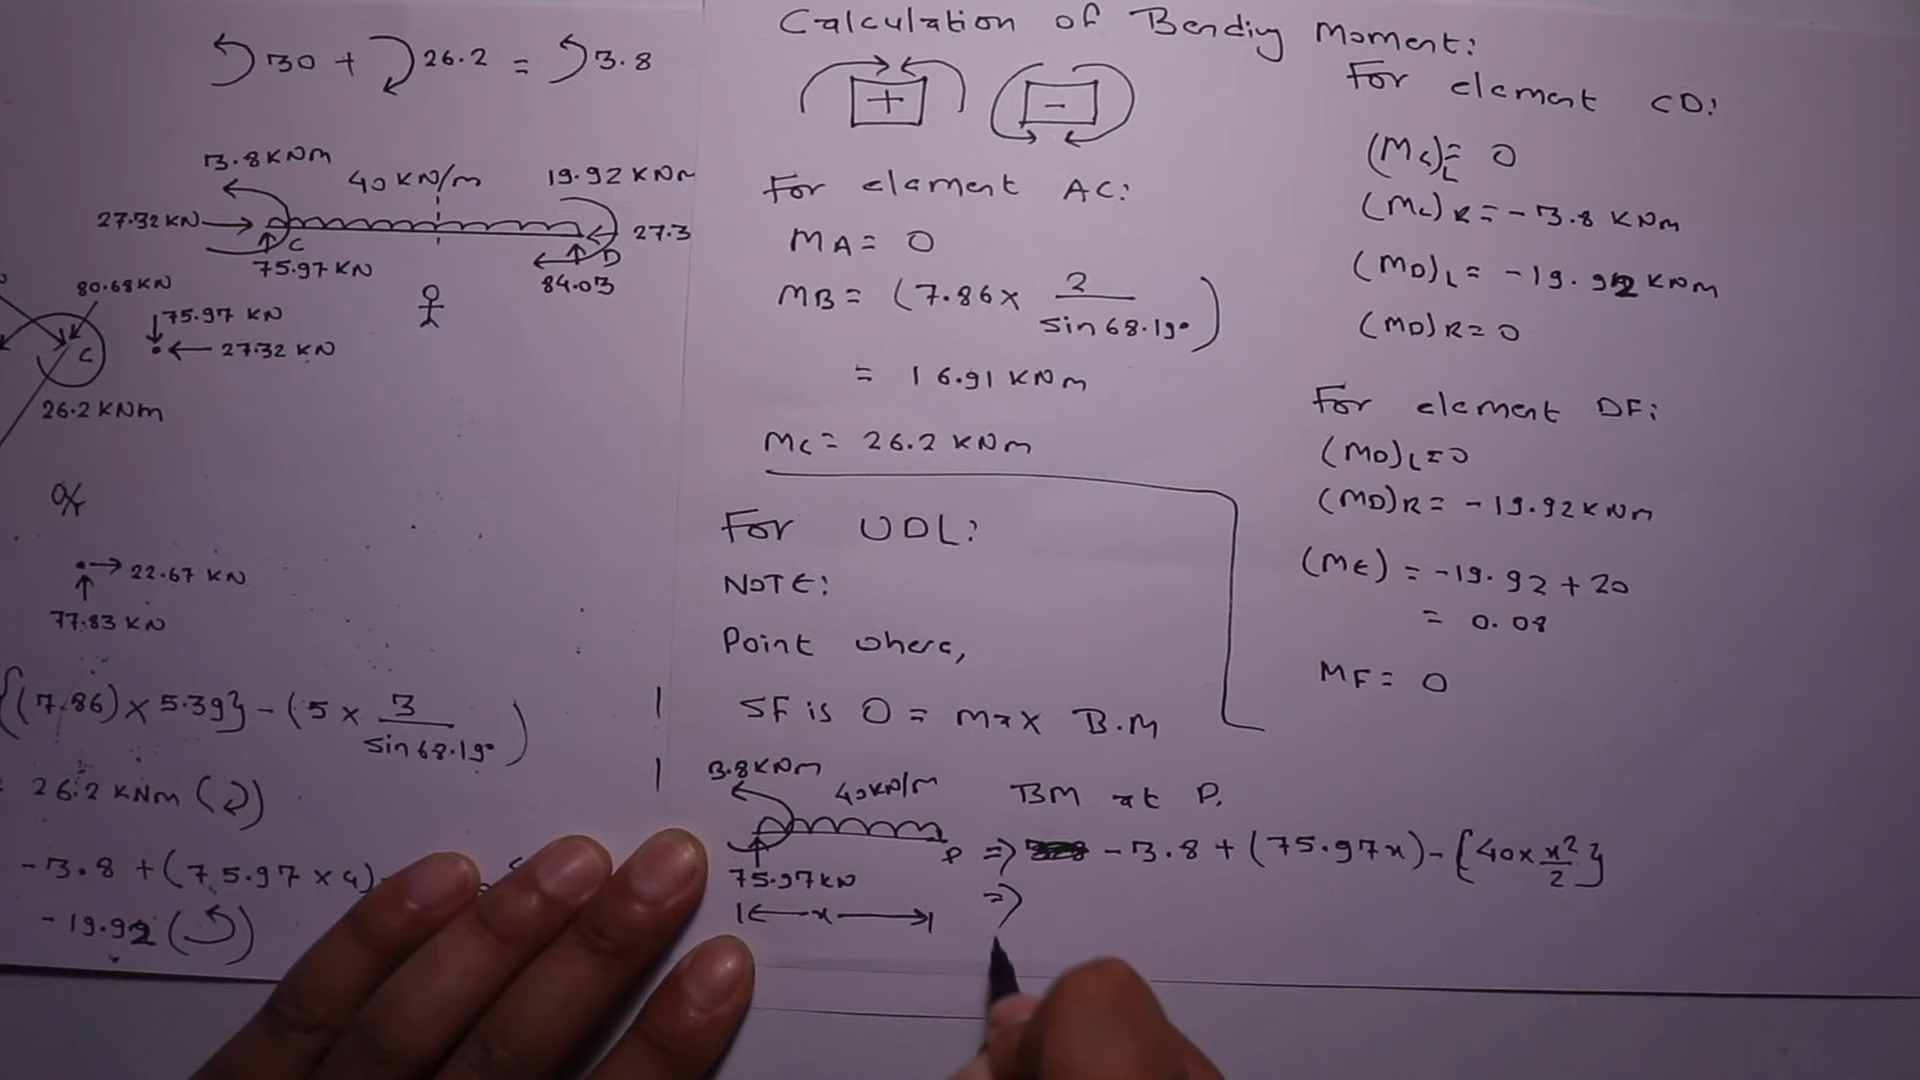 30 + 26.2 = 3.8
3.8 KNm
40 KN/m
19.92 KNm
27.32 KN
27.3
C
D
75.97 KN
84.03
80.68 KN
75.97 KN
C
27.32 KN
26.2 KNm
22.67 KN
77.83 KN
{(7.86) x 5.39} - (5 x 3/sin 68.19°)
26.2 KNm
-3.8 + (75.97 x 4)
-19.92
Calculation of Bending Moment:
+
-
For element AC:
MA = 0
MB = (7.86 x 2/sin 68.19°)
= 16.91 KNm
Mc = 26.2 KNm
For UDL:
NOTE:
Point where,
SF is 0 = max B.M
3.8 KNm
40 KN/m
P
75.97 KN
x
BM at P,
=> -3.8 + (75.97x) - {40 x x²/2}
=>
For element CD:
(Mc)L = 0
(Mc)R = -3.8 KNm
(MD)L = -19.92 KNm
(MD)R = 0
For element DF:
(MD)L = 0
(MD)R = -19.92 KNm
(ME) = -19.92 + 20
= 0.08
MF = 0